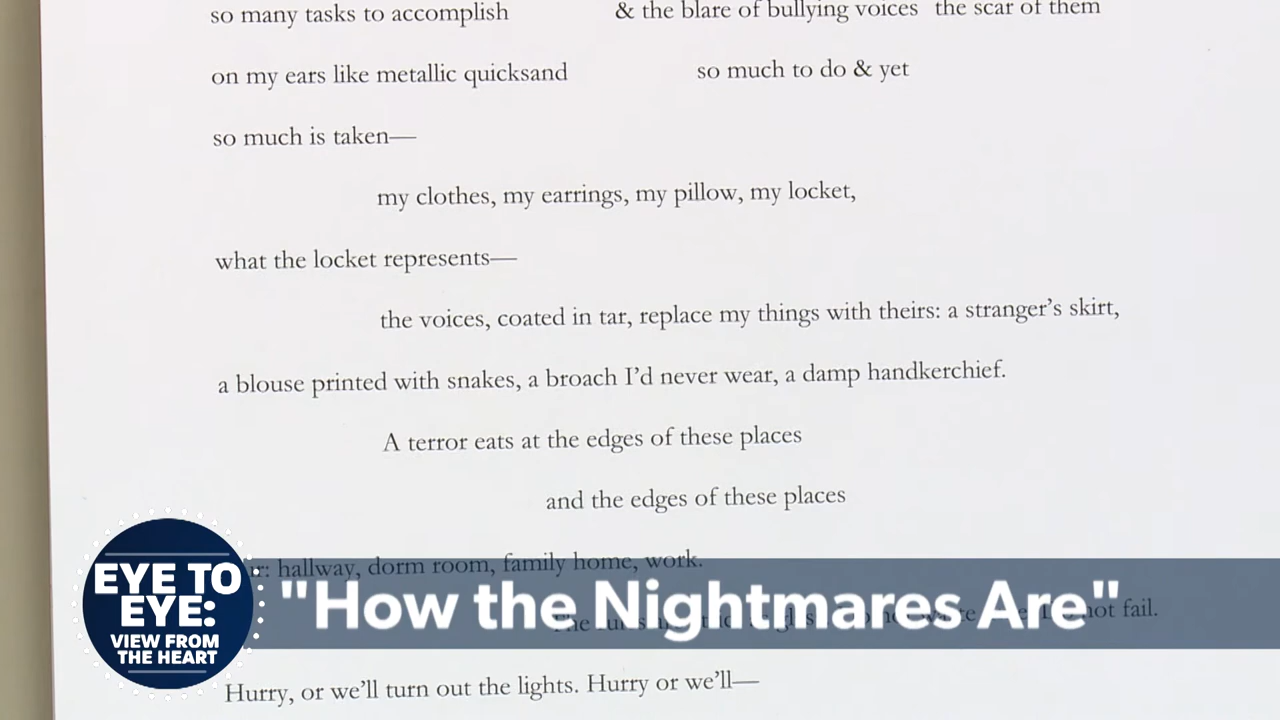 so many tasks to accomplish & the blare of bullying voices the scar of them
on my ears like metallic quicksand so much to do & yet
so much is taken—
my clothes, my earrings, my pillow, my locket,
what the locket represents—
the voices, coated in tar, replace my things with theirs: a stranger's skirt,
a blouse printed with snakes, a broach I'd never wear, a damp handkerchief.
A terror eats at the edges of these places
and the edges of these places
hallway, dorm room, family home, work.
not fail.
Hurry, or we'll turn out the lights. Hurry or we'll—
EYE TO
EYE:
VIEW FROM
THE HEART
"How the Nightmares Are"